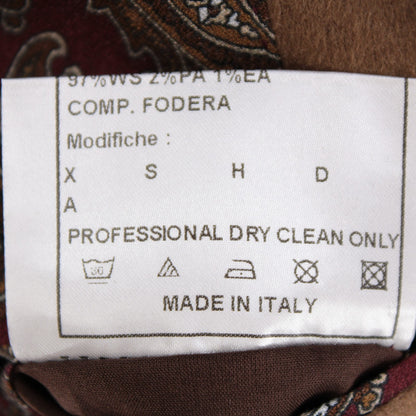 97%WS 2%PA 1%EA
COMP. FODERA
Modifiche :
X S H D
A
PROFESSIONAL DRY CLEAN ONLY
30
MADE IN ITALY